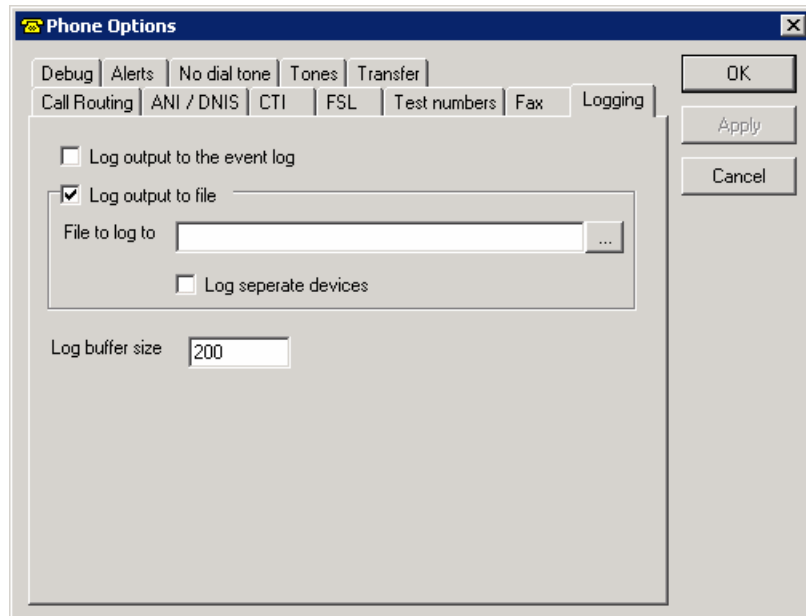 Phone Options
Debug Alerts No dial tone Tones Transfer
Call Routing ANI / DNIS CTI FSL Test numbers Fax Logging
OK
Apply
Cancel
Log output to the event log
Log output to file
File to log to ...
Log seperate devices
Log buffer size 200